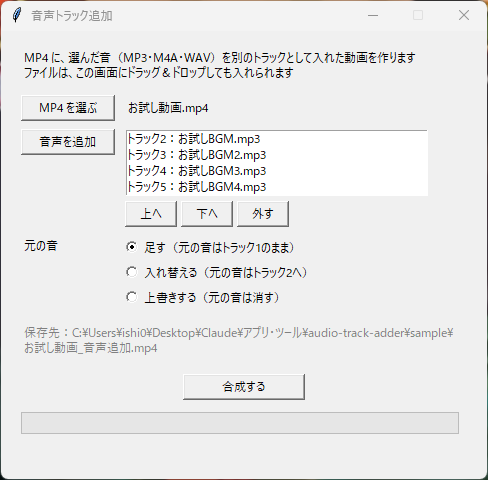 音声トラック追加
MP4 に、選んだ音（MP3・M4A・WAV）を別のトラックとして入れた動画を作ります
ファイルは、この画面にドラッグ＆ドロップしても入れられます
MP4 を選ぶ
お試し動画.mp4
音声を追加
トラック2：お試しBGM.mp3
トラック3：お試しBGM2.mp3
トラック4：お試しBGM3.mp3
トラック5：お試しBGM4.mp3
上へ
下へ
外す
元の音
足す（元の音はトラック1のまま）
入れ替える（元の音はトラック2へ）
上書きする（元の音は消す）
保存先：C:¥Users¥ishi0¥Desktop¥Claude¥アプリ・ツール¥audio-track-adder¥sample¥
お試し動画_音声追加.mp4
合成する